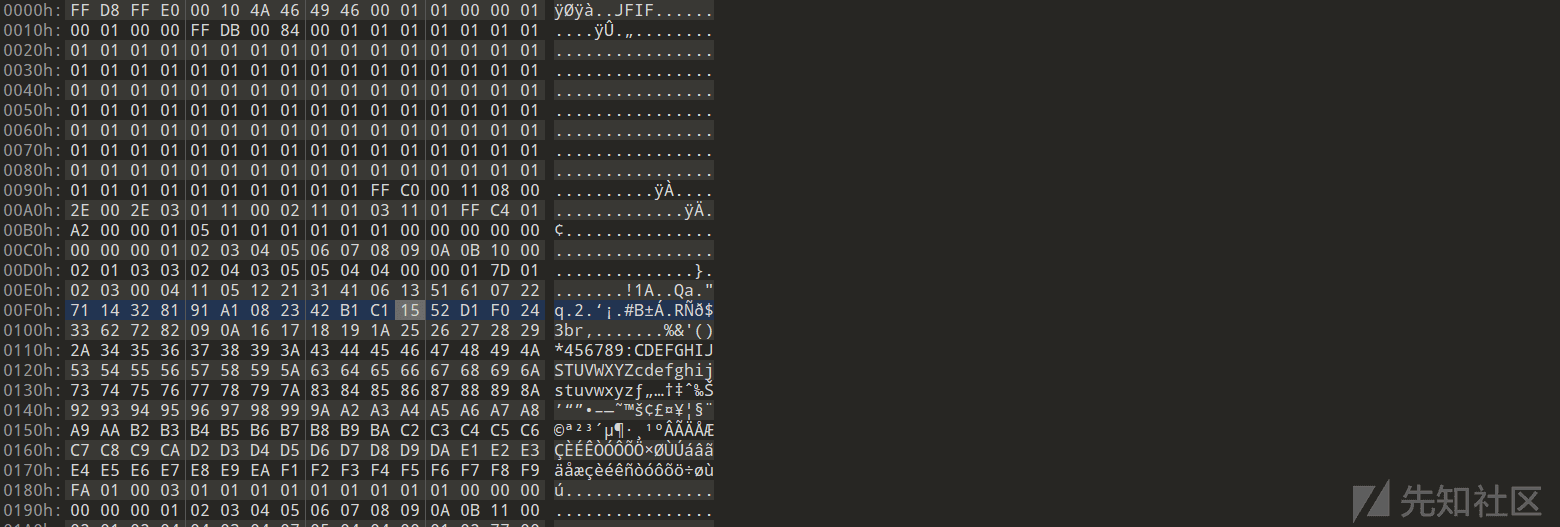 0000h: FF D8 FF E0 00 10 4A 46 49 46 00 01 01 00 00 01 ÿØÿà..JFIF......
0010h: 00 01 00 00 FF DB 00 84 00 01 01 01 01 01 01 01 ....ÿÛ.„........
0020h: 01 01 01 01 01 01 01 01 01 01 01 01 01 01 01 01 ................
0030h: 01 01 01 01 01 01 01 01 01 01 01 01 01 01 01 01 ................
0040h: 01 01 01 01 01 01 01 01 01 01 01 01 01 01 01 01 ................
0050h: 01 01 01 01 01 01 01 01 01 01 01 01 01 01 01 01 ................
0060h: 01 01 01 01 01 01 01 01 01 01 01 01 01 01 01 01 ................
0070h: 01 01 01 01 01 01 01 01 01 01 01 01 01 01 01 01 ................
0080h: 01 01 01 01 01 01 01 01 01 01 01 01 01 01 01 01 ................
0090h: 01 01 01 01 01 01 01 01 01 01 FF C0 00 11 08 00 ..........ÿÀ....
00A0h: 2E 00 2E 03 01 11 00 02 11 01 03 11 01 FF C4 01 .............ÿÄ.
00B0h: A2 00 00 01 05 01 01 01 01 01 01 00 00 00 00 00 ¢...............
00C0h: 00 00 00 01 02 03 04 05 06 07 08 09 0A 0B 10 00 ................
00D0h: 02 01 03 03 02 04 03 05 05 04 04 00 00 01 7D 01 ..............}.
00E0h: 02 03 00 04 11 05 12 21 31 41 06 13 51 61 07 22 .......!1A..Qa."
00F0h: 71 14 32 81 91 A1 08 23 42 B1 C1 15 52 D1 F0 24 q.2.‘¡.#B±Á.RÑð$
0100h: 33 62 72 82 09 0A 16 17 18 19 1A 25 26 27 28 29 3br‚.......%&'()
0110h: 2A 34 35 36 37 38 39 3A 43 44 45 46 47 48 49 4A *456789:CDEFGHIJ
0120h: 53 54 55 56 57 58 59 5A 63 64 65 66 67 68 69 6A STUVWXYZcdefghij
0130h: 73 74 75 76 77 78 79 7A 83 84 85 86 87 88 89 8A stuvwxyzƒ„…†‡ˆ‰Š
0140h: 92 93 94 95 96 97 98 99 9A A2 A3 A4 A5 A6 A7 A8 ’“”•–—˜™š¢£¤¥¦§¨
0150h: A9 AA B2 B3 B4 B5 B6 B7 B8 B9 BA C2 C3 C4 C5 C6 ©ª²³´µ¶·¸¹ºÂÃÄÅÆ
0160h: C7 C8 C9 CA D2 D3 D4 D5 D6 D7 D8 D9 DA E1 E2 E3 ÇÈÉÊÒÓÔÕÖ×ØÙÚáâã
0170h: E4 E5 E6 E7 E8 E9 EA F1 F2 F3 F4 F5 F6 F7 F8 F9 äåæçèéêñòóôõö÷øù
0180h: FA 01 00 03 01 01 01 01 01 01 01 01 01 00 00 00 ú...............
0190h: 00 00 00 01 02 03 04 05 06 07 08 09 0A 0B 11 00 ................
先知社区